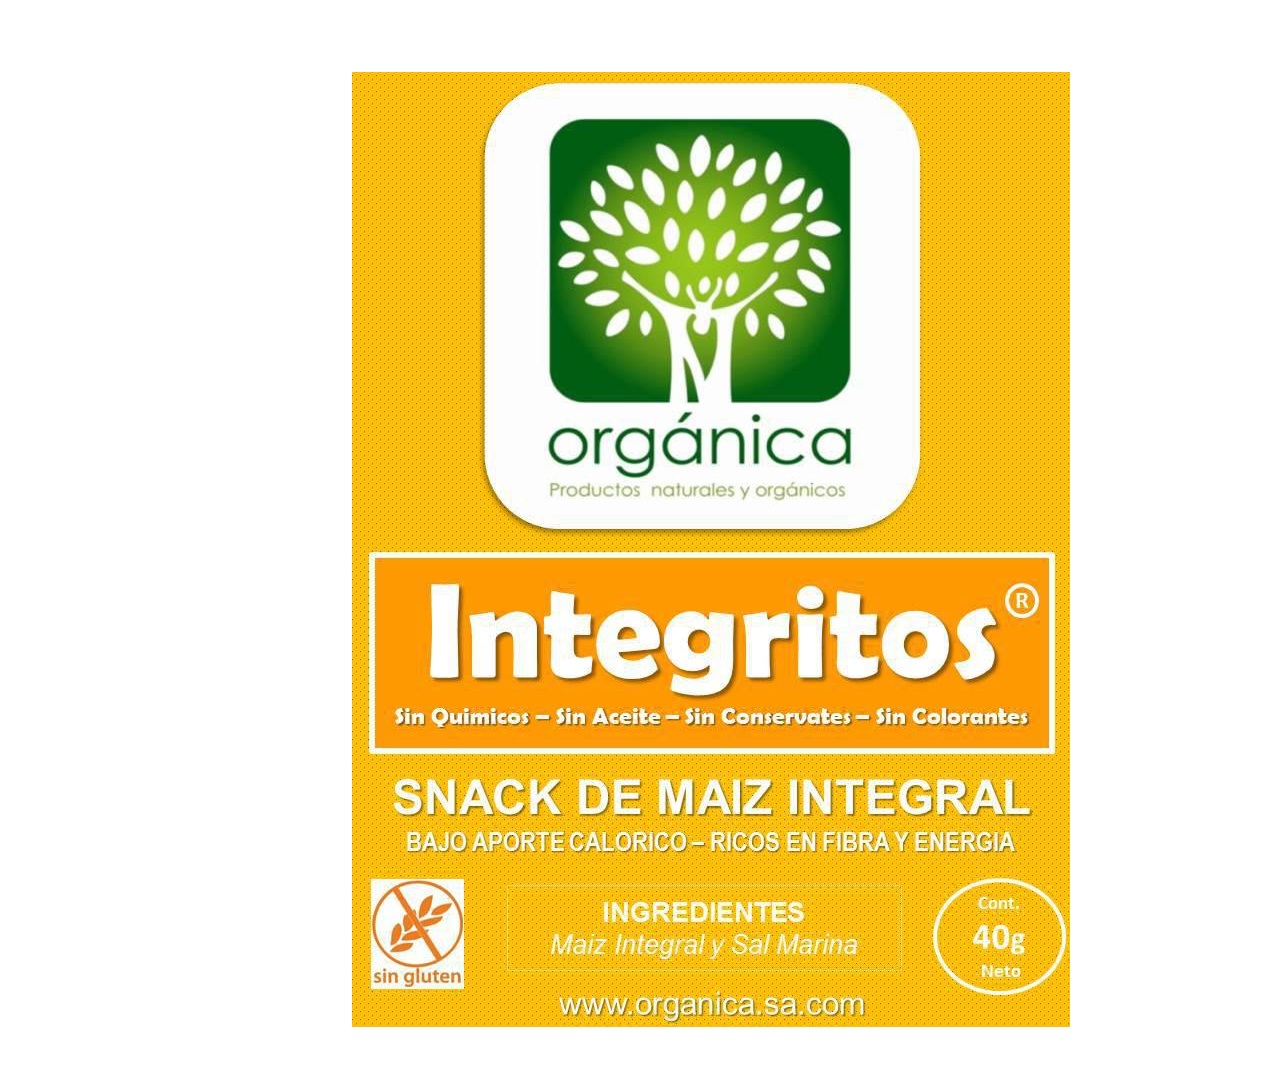 orgánica
Productos naturales y orgánicos
Integritos®
Sin Quimicos – Sin Aceite – Sin Conservates – Sin Colorantes
SNACK DE MAIZ INTEGRAL
BAJO APORTE CALORICO – RICOS EN FIBRA Y ENERGIA
sin gluten
INGREDIENTES
Maiz Integral y Sal Marina
Cont.
40g
Neto
www.organica.sa.com